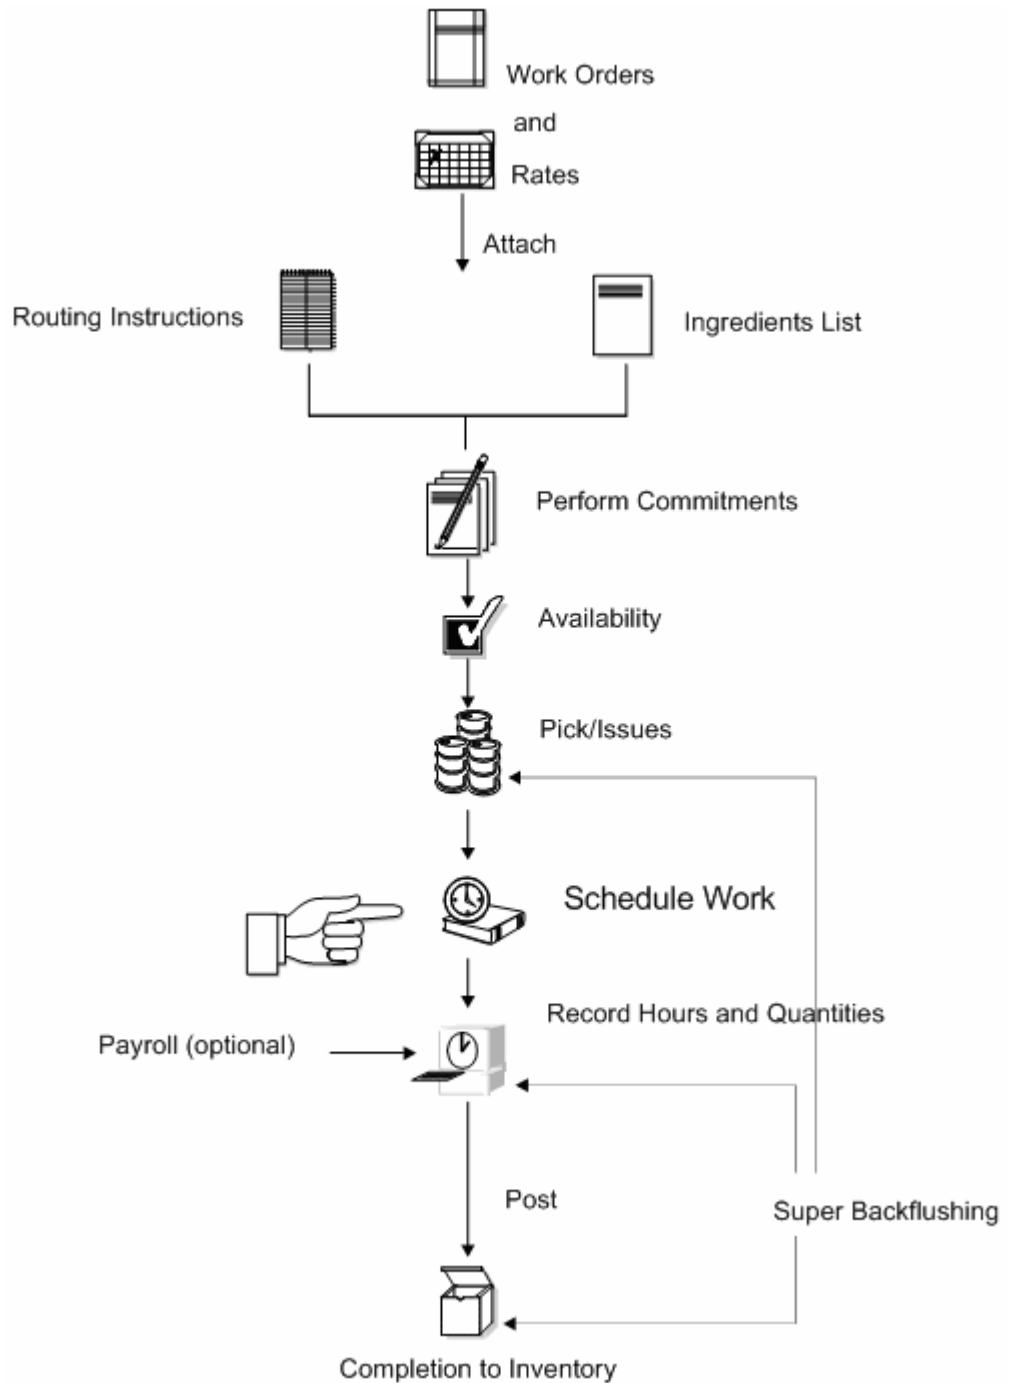 Work Orders
and
Rates
Attach
Routing Instructions
Ingredients List
Perform Commitments
Availability
Pick/Issues
Schedule Work
Record Hours and Quantities
Payroll (optional)
Post
Super Backflushing
Completion to Inventory